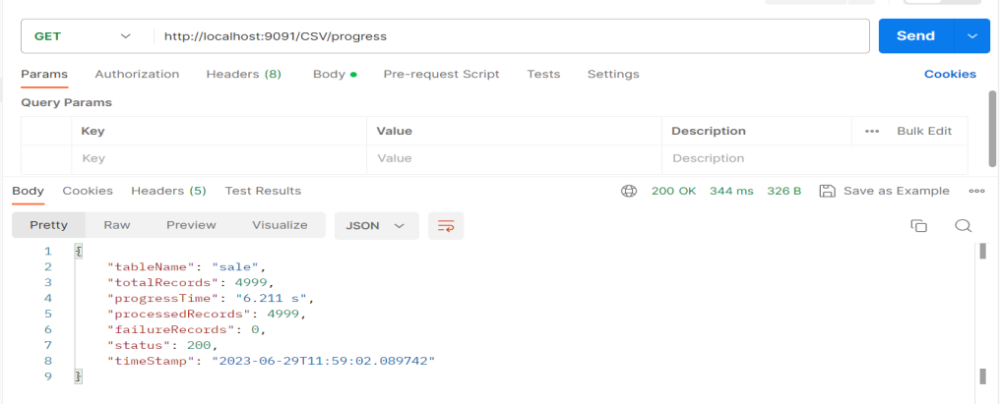 GET http://localhost:9091/CSV/progress Send
Params Authorization Headers (8) Body Pre-request Script Tests Settings Cookies
Query Params
Key Value Description ••• Bulk Edit
Key Value Description
Body Cookies Headers (5) Test Results 200 OK 344 ms 326 B Save as Example
Pretty Raw Preview Visualize JSON
1 {
2 "tableName": "sale",
3 "totalRecords": 4999,
4 "progressTime": "6.211 s",
5 "processedRecords": 4999,
6 "failureRecords": 0,
7 "status": 200,
8 "timeStamp": "2023-06-29T11:59:02.089742"
9 }